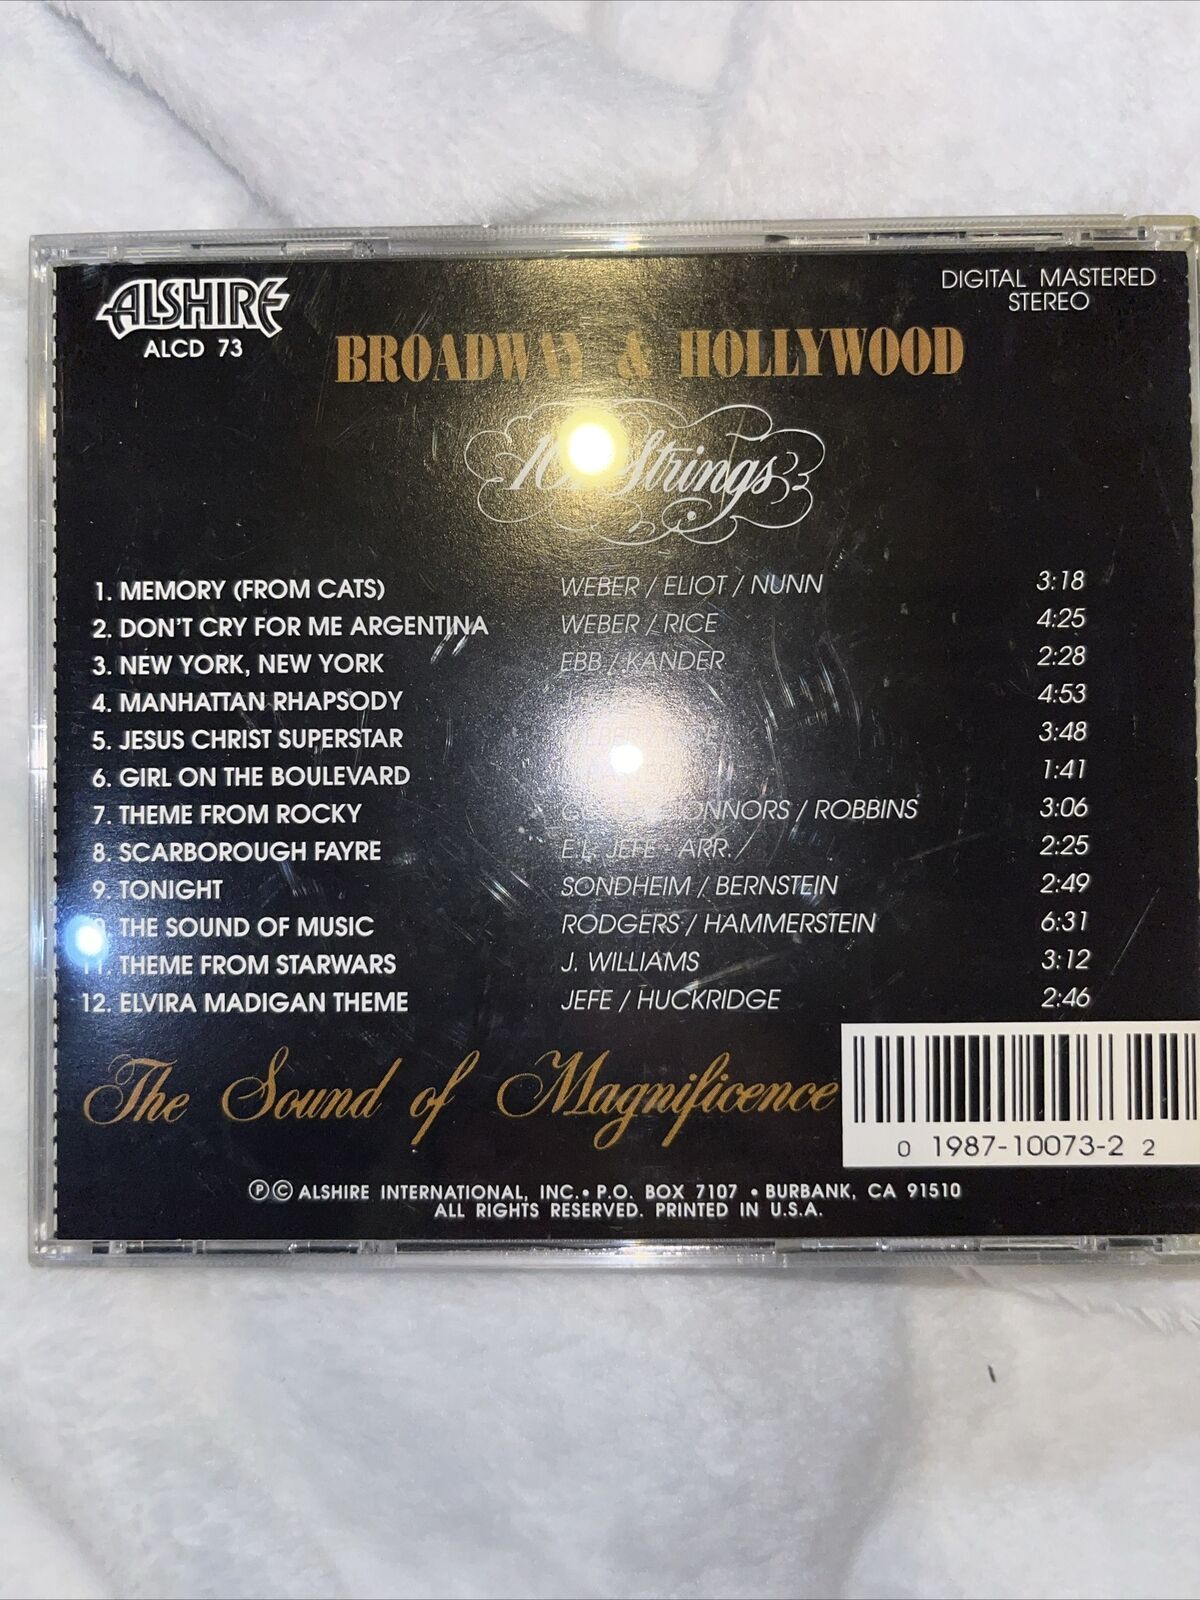 ALSHIRE
ALCD 73
DIGITAL MASTERED
STEREO
BROADWAY & HOLLYWOOD
Strings
1. MEMORY (FROM CATS) WEBER / ELIOT / NUNN 3:18
2. DON'T CRY FOR ME ARGENTINA WEBER / RICE 4:25
3. NEW YORK, NEW YORK EBB / KANDER 2:28
4. MANHATTAN RHAPSODY 4:53
5. JESUS CHRIST SUPERSTAR 3:48
6. GIRL ON THE BOULEVARD 1:41
7. THEME FROM ROCKY / ROBBINS 3:06
8. SCARBOROUGH FAYRE E.L. JEFE - ARR. / 2:25
9. TONIGHT SONDHEIM / BERNSTEIN 2:49
THE SOUND OF MUSIC RODGERS / HAMMERSTEIN 6:31
11. THEME FROM STARWARS J. WILLIAMS 3:12
12. ELVIRA MADIGAN THEME JEFE / HUCKRIDGE 2:46
The Sound of Magnificence
0 1987-10073-2 2
℗© ALSHIRE INTERNATIONAL, INC. • P.O. BOX 7107 • BURBANK, CA 91510
ALL RIGHTS RESERVED. PRINTED IN U.S.A.